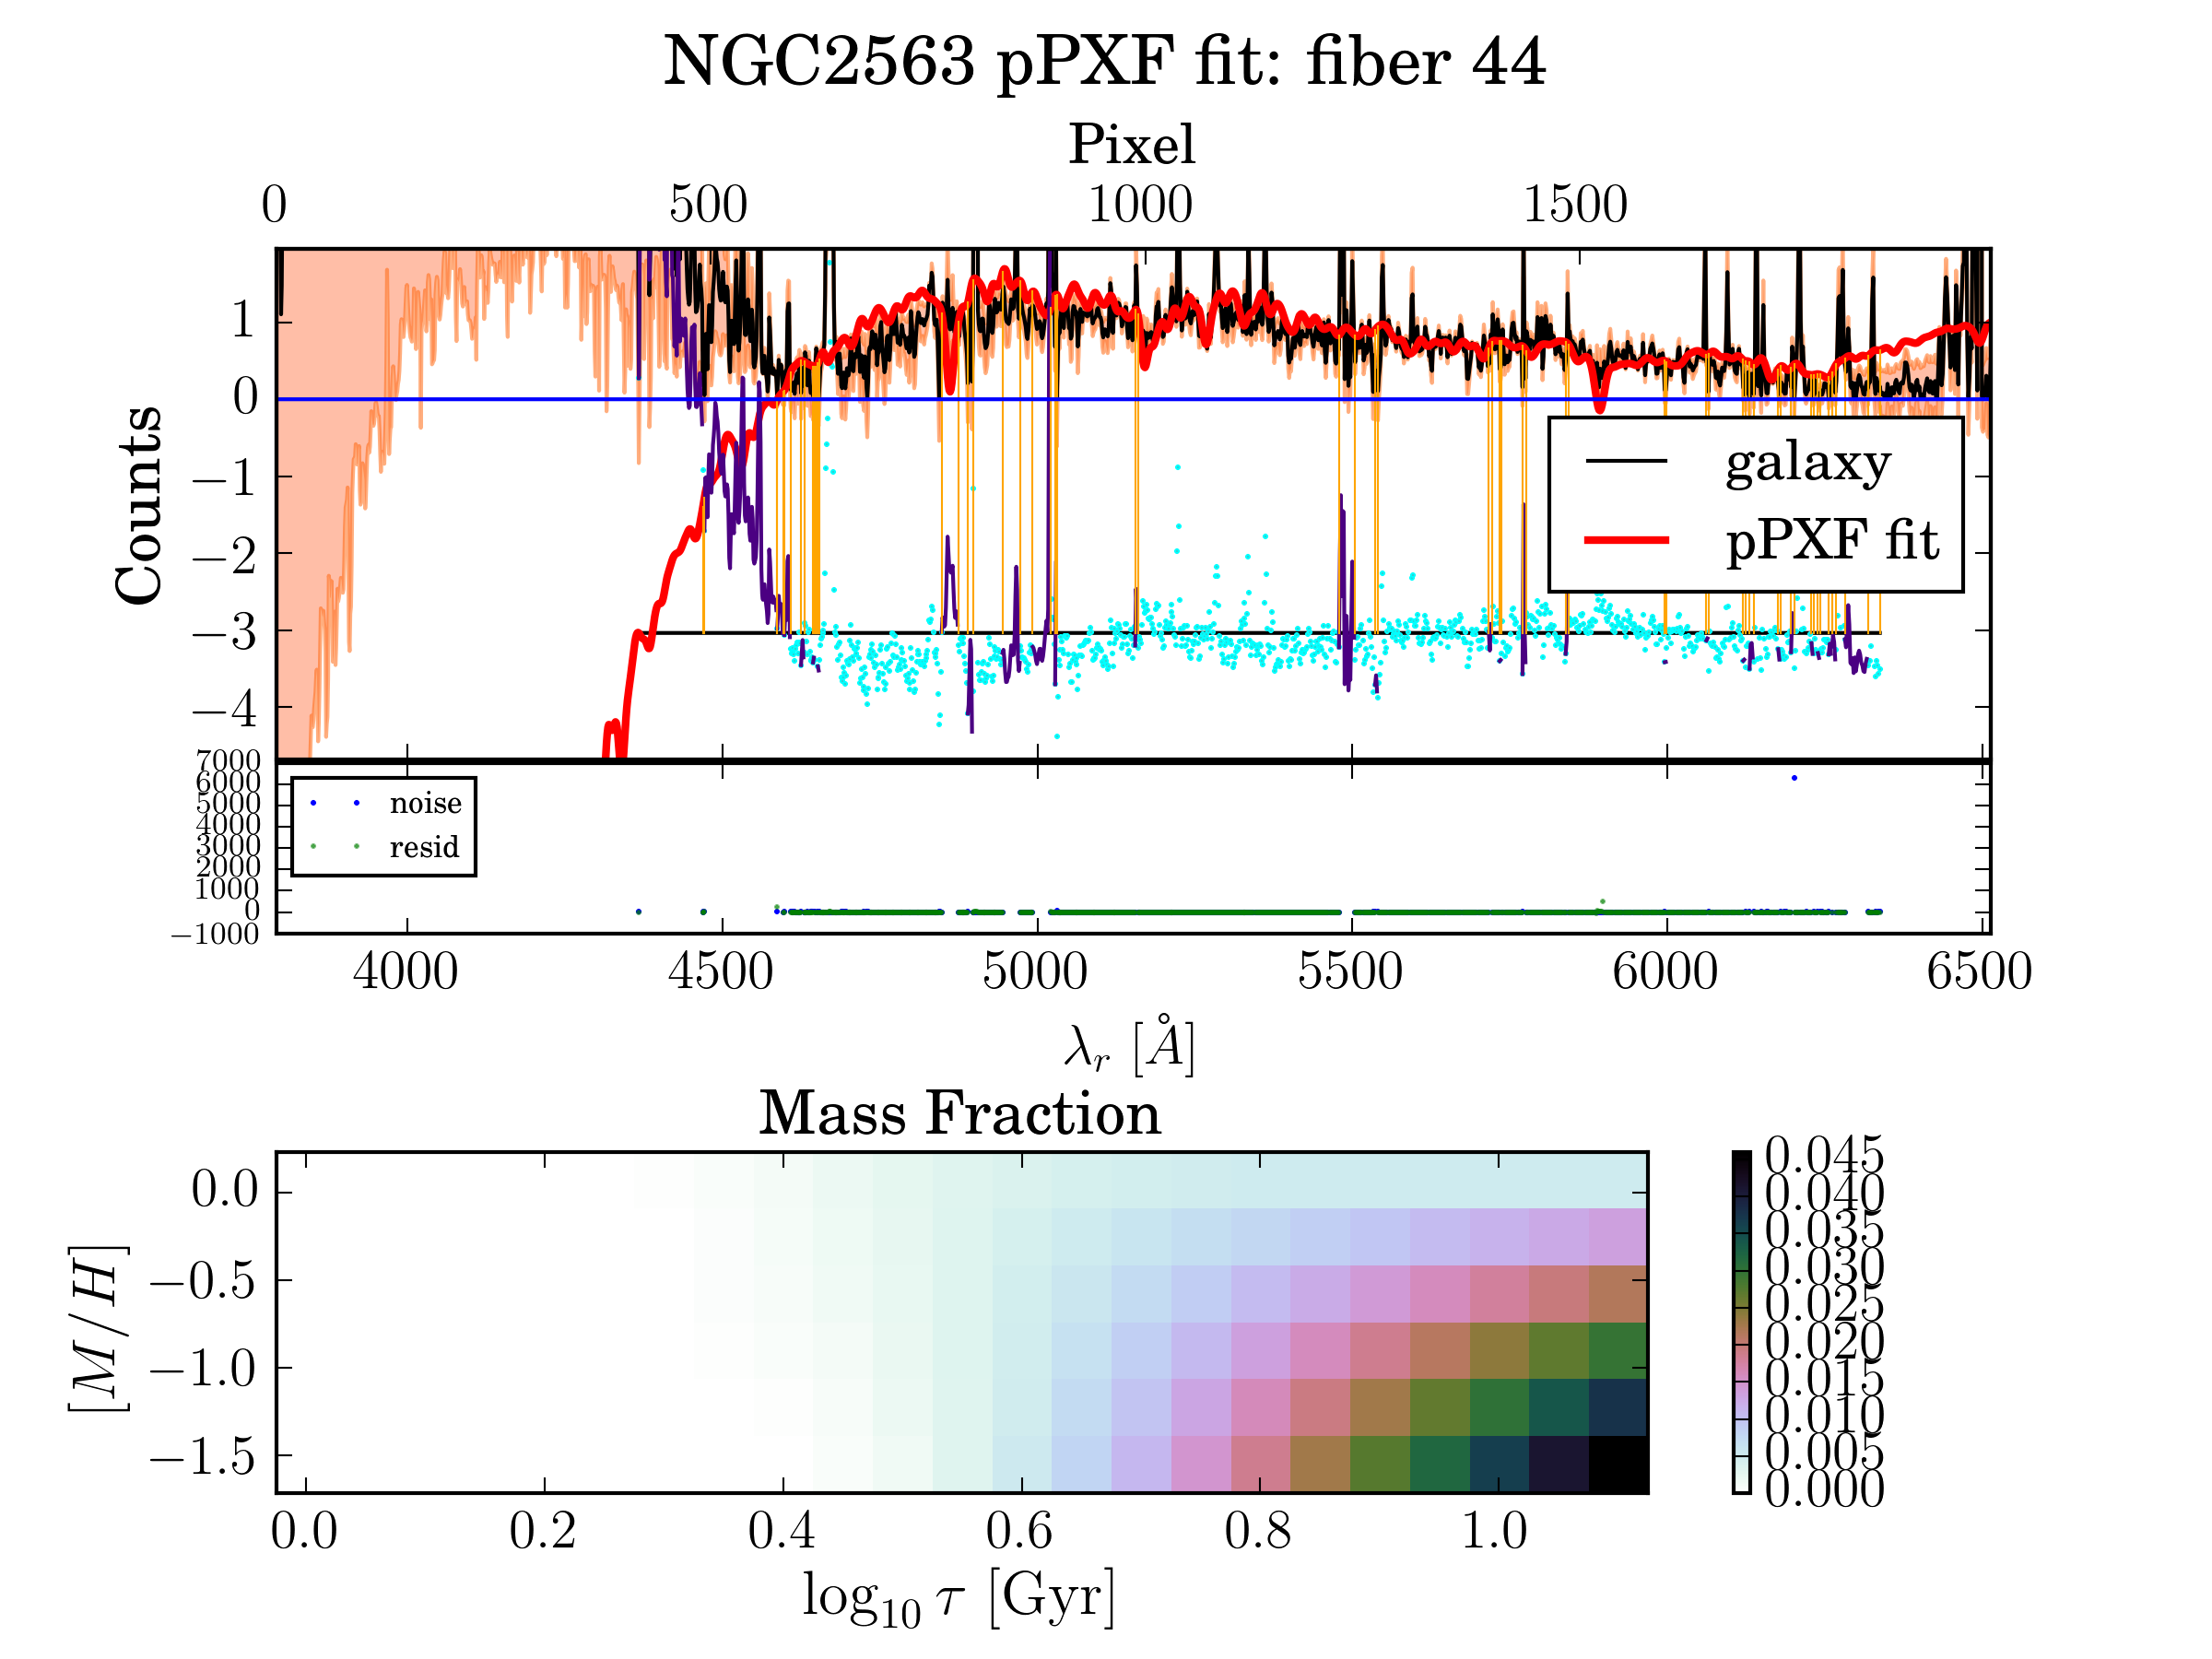 NGC2563 pPXF fit: fiber 44
Pixel
0 500 1000 1500
Counts
1
0
−1
−2
−3
−4
galaxy
pPXF fit
7000
6000
5000
4000
3000
2000
1000
0
−1000
noise
resid
4000 4500 5000 5500 6000 6500
λr [Å]
Mass Fraction
[M/H]
0.0
−0.5
−1.0
−1.5
0.0 0.2 0.4 0.6 0.8 1.0
log10 τ [Gyr]
0.045
0.040
0.035
0.030
0.025
0.020
0.015
0.010
0.005
0.000